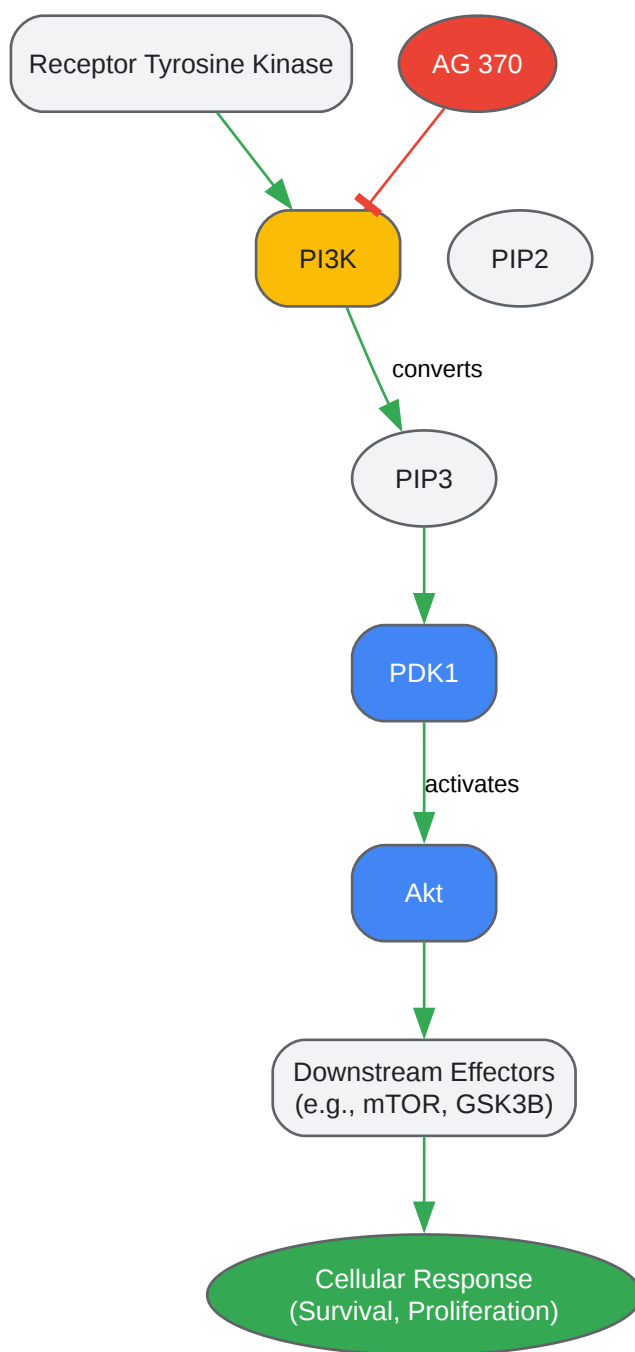 Receptor Tyrosine Kinase
AG 370
PI3K
PIP2
converts
PIP3
PDK1
activates
Akt
Downstream Effectors
(e.g., mTOR, GSK3B)
Cellular Response
(Survival, Proliferation)